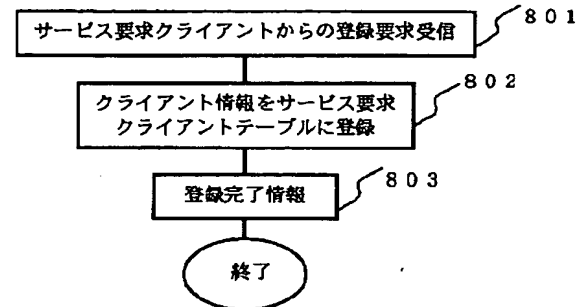 サービス要求クライアントからの登録要求受信
８０１
クライアント情報をサービス要求
クライアントテーブルに登録
８０２
登録完了情報
８０３
終了